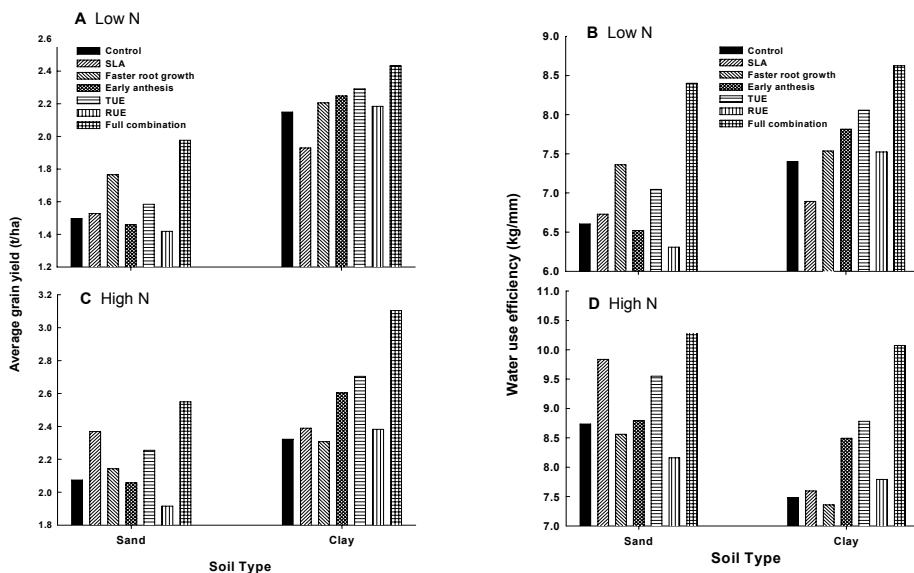 A Low N
2.6
2.4
2.2
2.0
1.8
1.6
1.4
1.2
Control
SLA
Faster root growth
Early anthesis
TUE
RUE
Full combination
B Low N
9.0
8.5
8.0
7.5
7.0
6.5
6.0
Control
SLA
Faster root growth
Early anthesis
TUE
RUE
Full combination
Average grain yield (t/ha)
Water use efficiency (kg/mm)
C High N
3.2
3.0
2.8
2.6
2.4
2.2
2.0
1.8
Sand
Clay
Soil Type
D High N
10.0
10.5
10.0
9.5
9.0
8.5
8.0
7.5
7.0
Sand
Clay
Soil Type